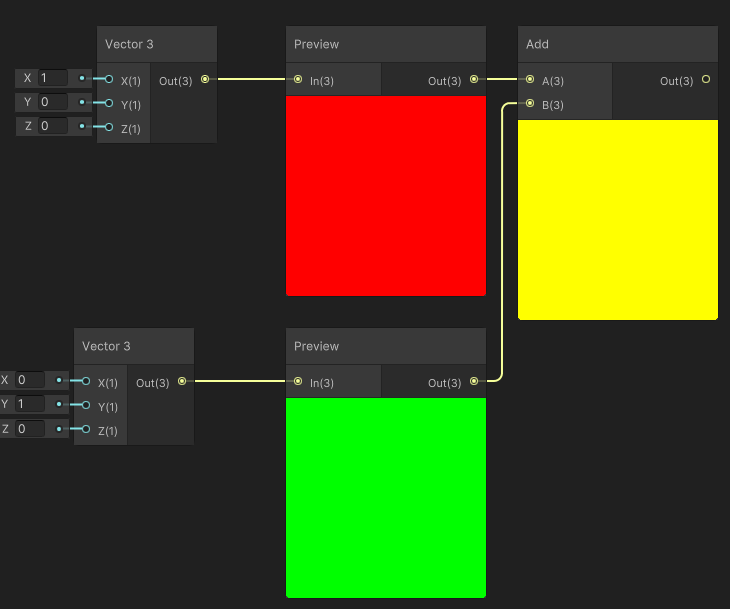 Vector 3
X 1 X(1) Out(3)
Y 0 Y(1)
Z 0 Z(1)
Preview
In(3) Out(3)
Add
A(3) Out(3)
B(3)
Vector 3
X 0 X(1) Out(3)
Y 1 Y(1)
Z 0 Z(1)
Preview
In(3) Out(3)